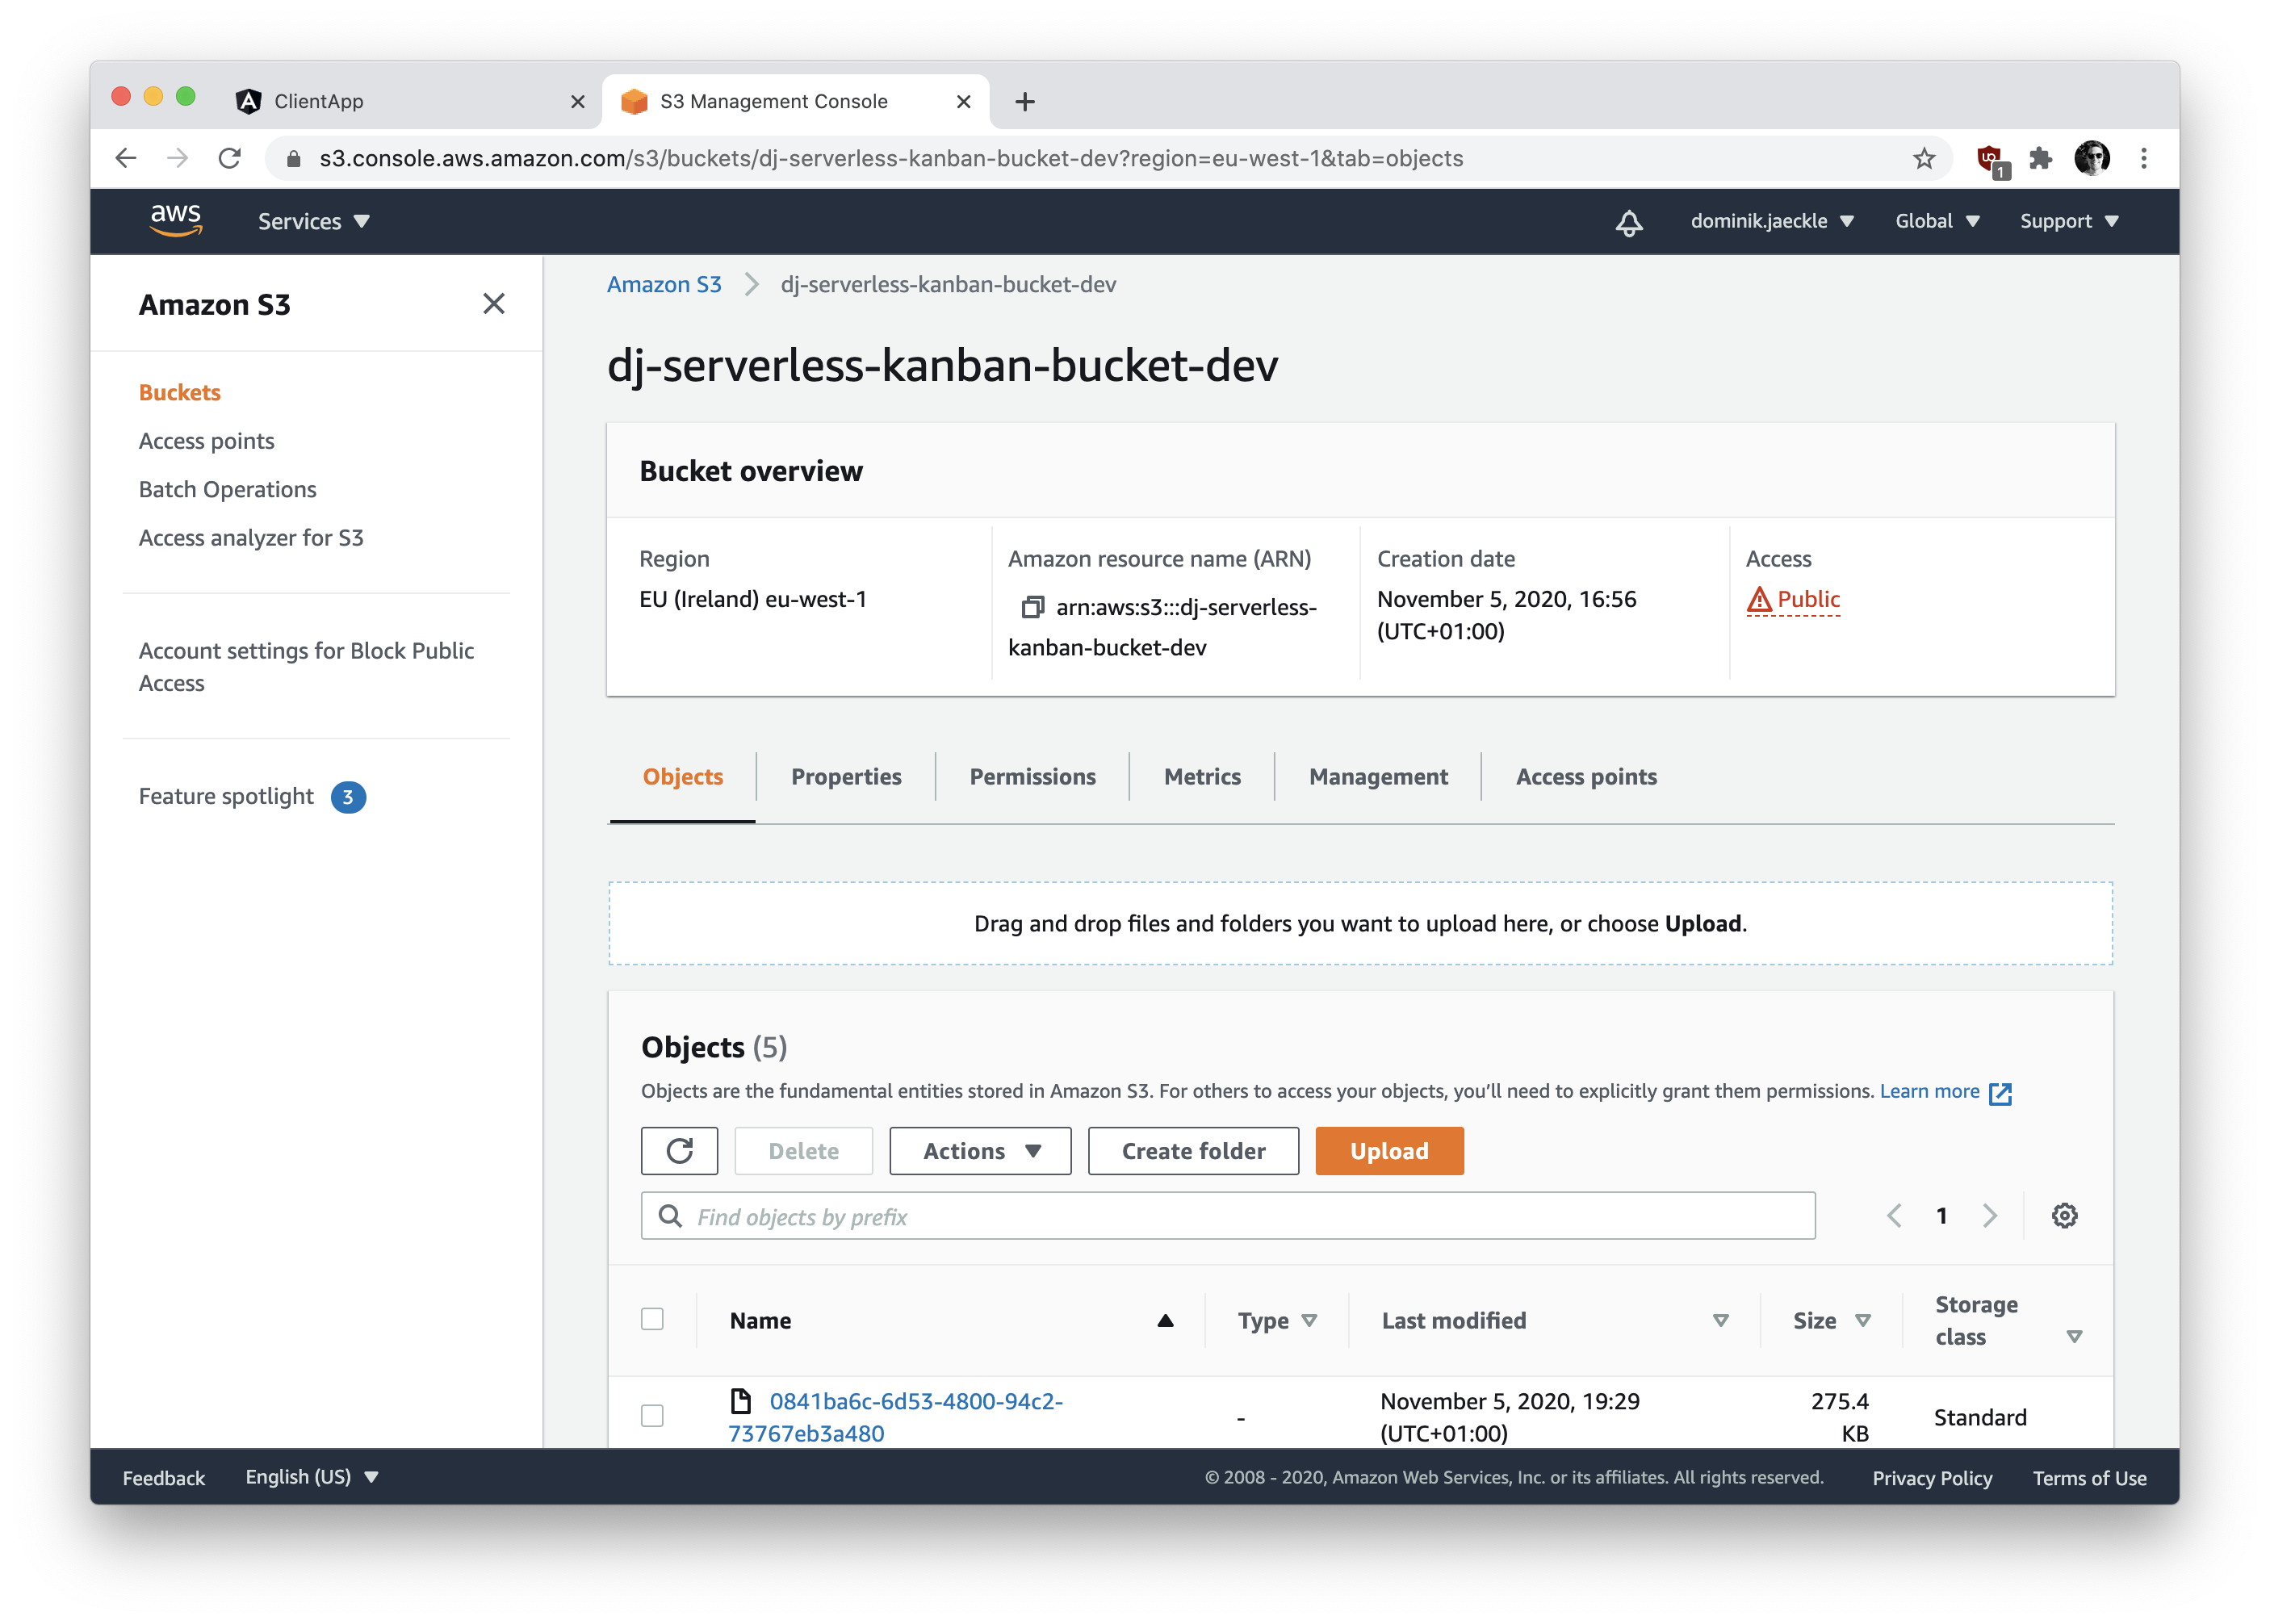 ClientApp
S3 Management Console
s3.console.aws.amazon.com/s3/buckets/dj-serverless-kanban-bucket-dev?region=eu-west-1&tab=objects
1
aws
Services
dominik.jaeckle
Global
Support
Amazon S3
Buckets
Access points
Batch Operations
Access analyzer for S3
Account settings for Block Public
Access
Feature spotlight 3
Amazon S3 dj-serverless-kanban-bucket-dev
dj-serverless-kanban-bucket-dev
Bucket overview
Region
EU (Ireland) eu-west-1
Amazon resource name (ARN)
arn:aws:s3:::dj-serverless-
kanban-bucket-dev
Creation date
November 5, 2020, 16:56
(UTC+01:00)
Access
Public
Objects
Properties
Permissions
Metrics
Management
Access points
Drag and drop files and folders you want to upload here, or choose Upload.
Objects (5)
Objects are the fundamental entities stored in Amazon S3. For others to access your objects, you’ll need to explicitly grant them permissions. Learn more
Delete
Actions
Create folder
Upload
Find objects by prefix
1
Name
Type
Last modified
Size
Storage
class
0841ba6c-6d53-4800-94c2-
73767eb3a480
-
November 5, 2020, 19:29
(UTC+01:00)
275.4
KB
Standard
Feedback
English (US)
© 2008 - 2020, Amazon Web Services, Inc. or its affiliates. All rights reserved.
Privacy Policy
Terms of Use